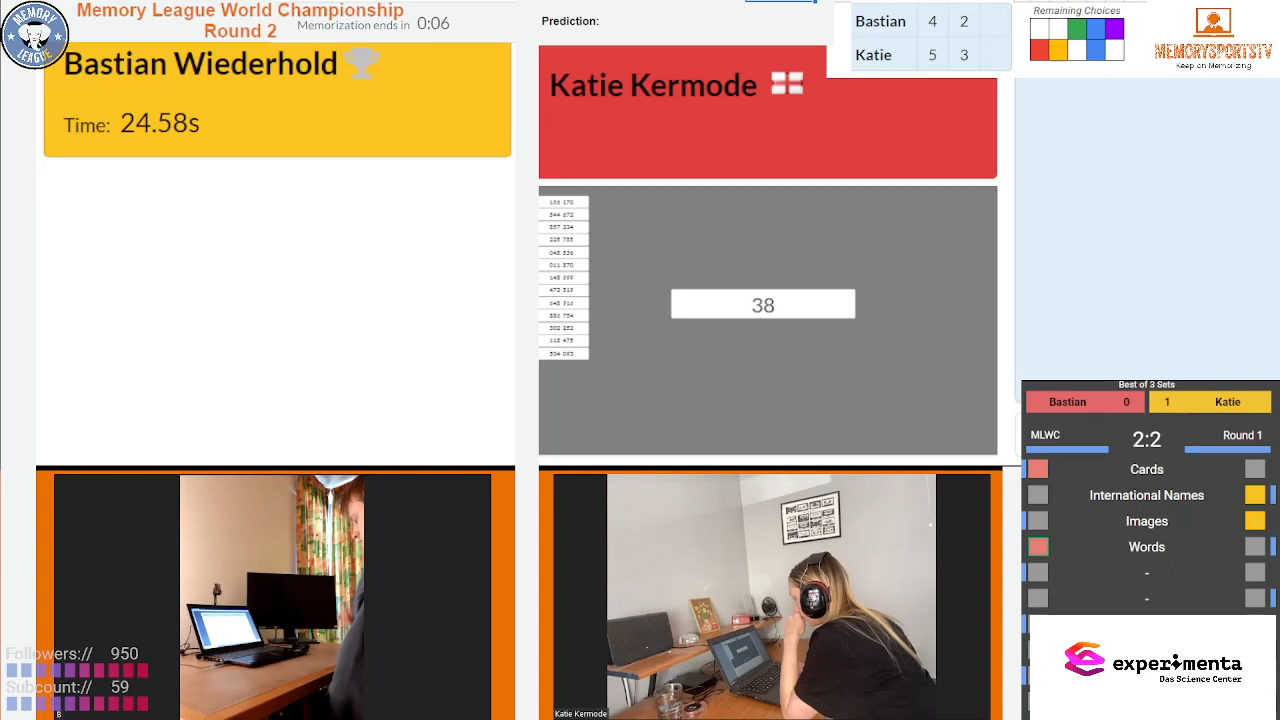 Memory League World Championship
Round 2
Memorization ends in 0:06
MEMORY
LEAGUE
Bastian Wiederhold
Time: 24.58s
Prediction:
Katie Kermode
Bastian 4 2
Katie 5 3
Remaining Choices
MEMORYSPORTSTV
Keep on Memorizing
38
Best of 3 Sets
Bastian 0
1 Katie
MLWC
2:2
Round 1
Cards
International Names
Images
Words
-
-
experimenta
Das Science Center
Followers:// 950
Subcount:// 59
B
Katie Kermode